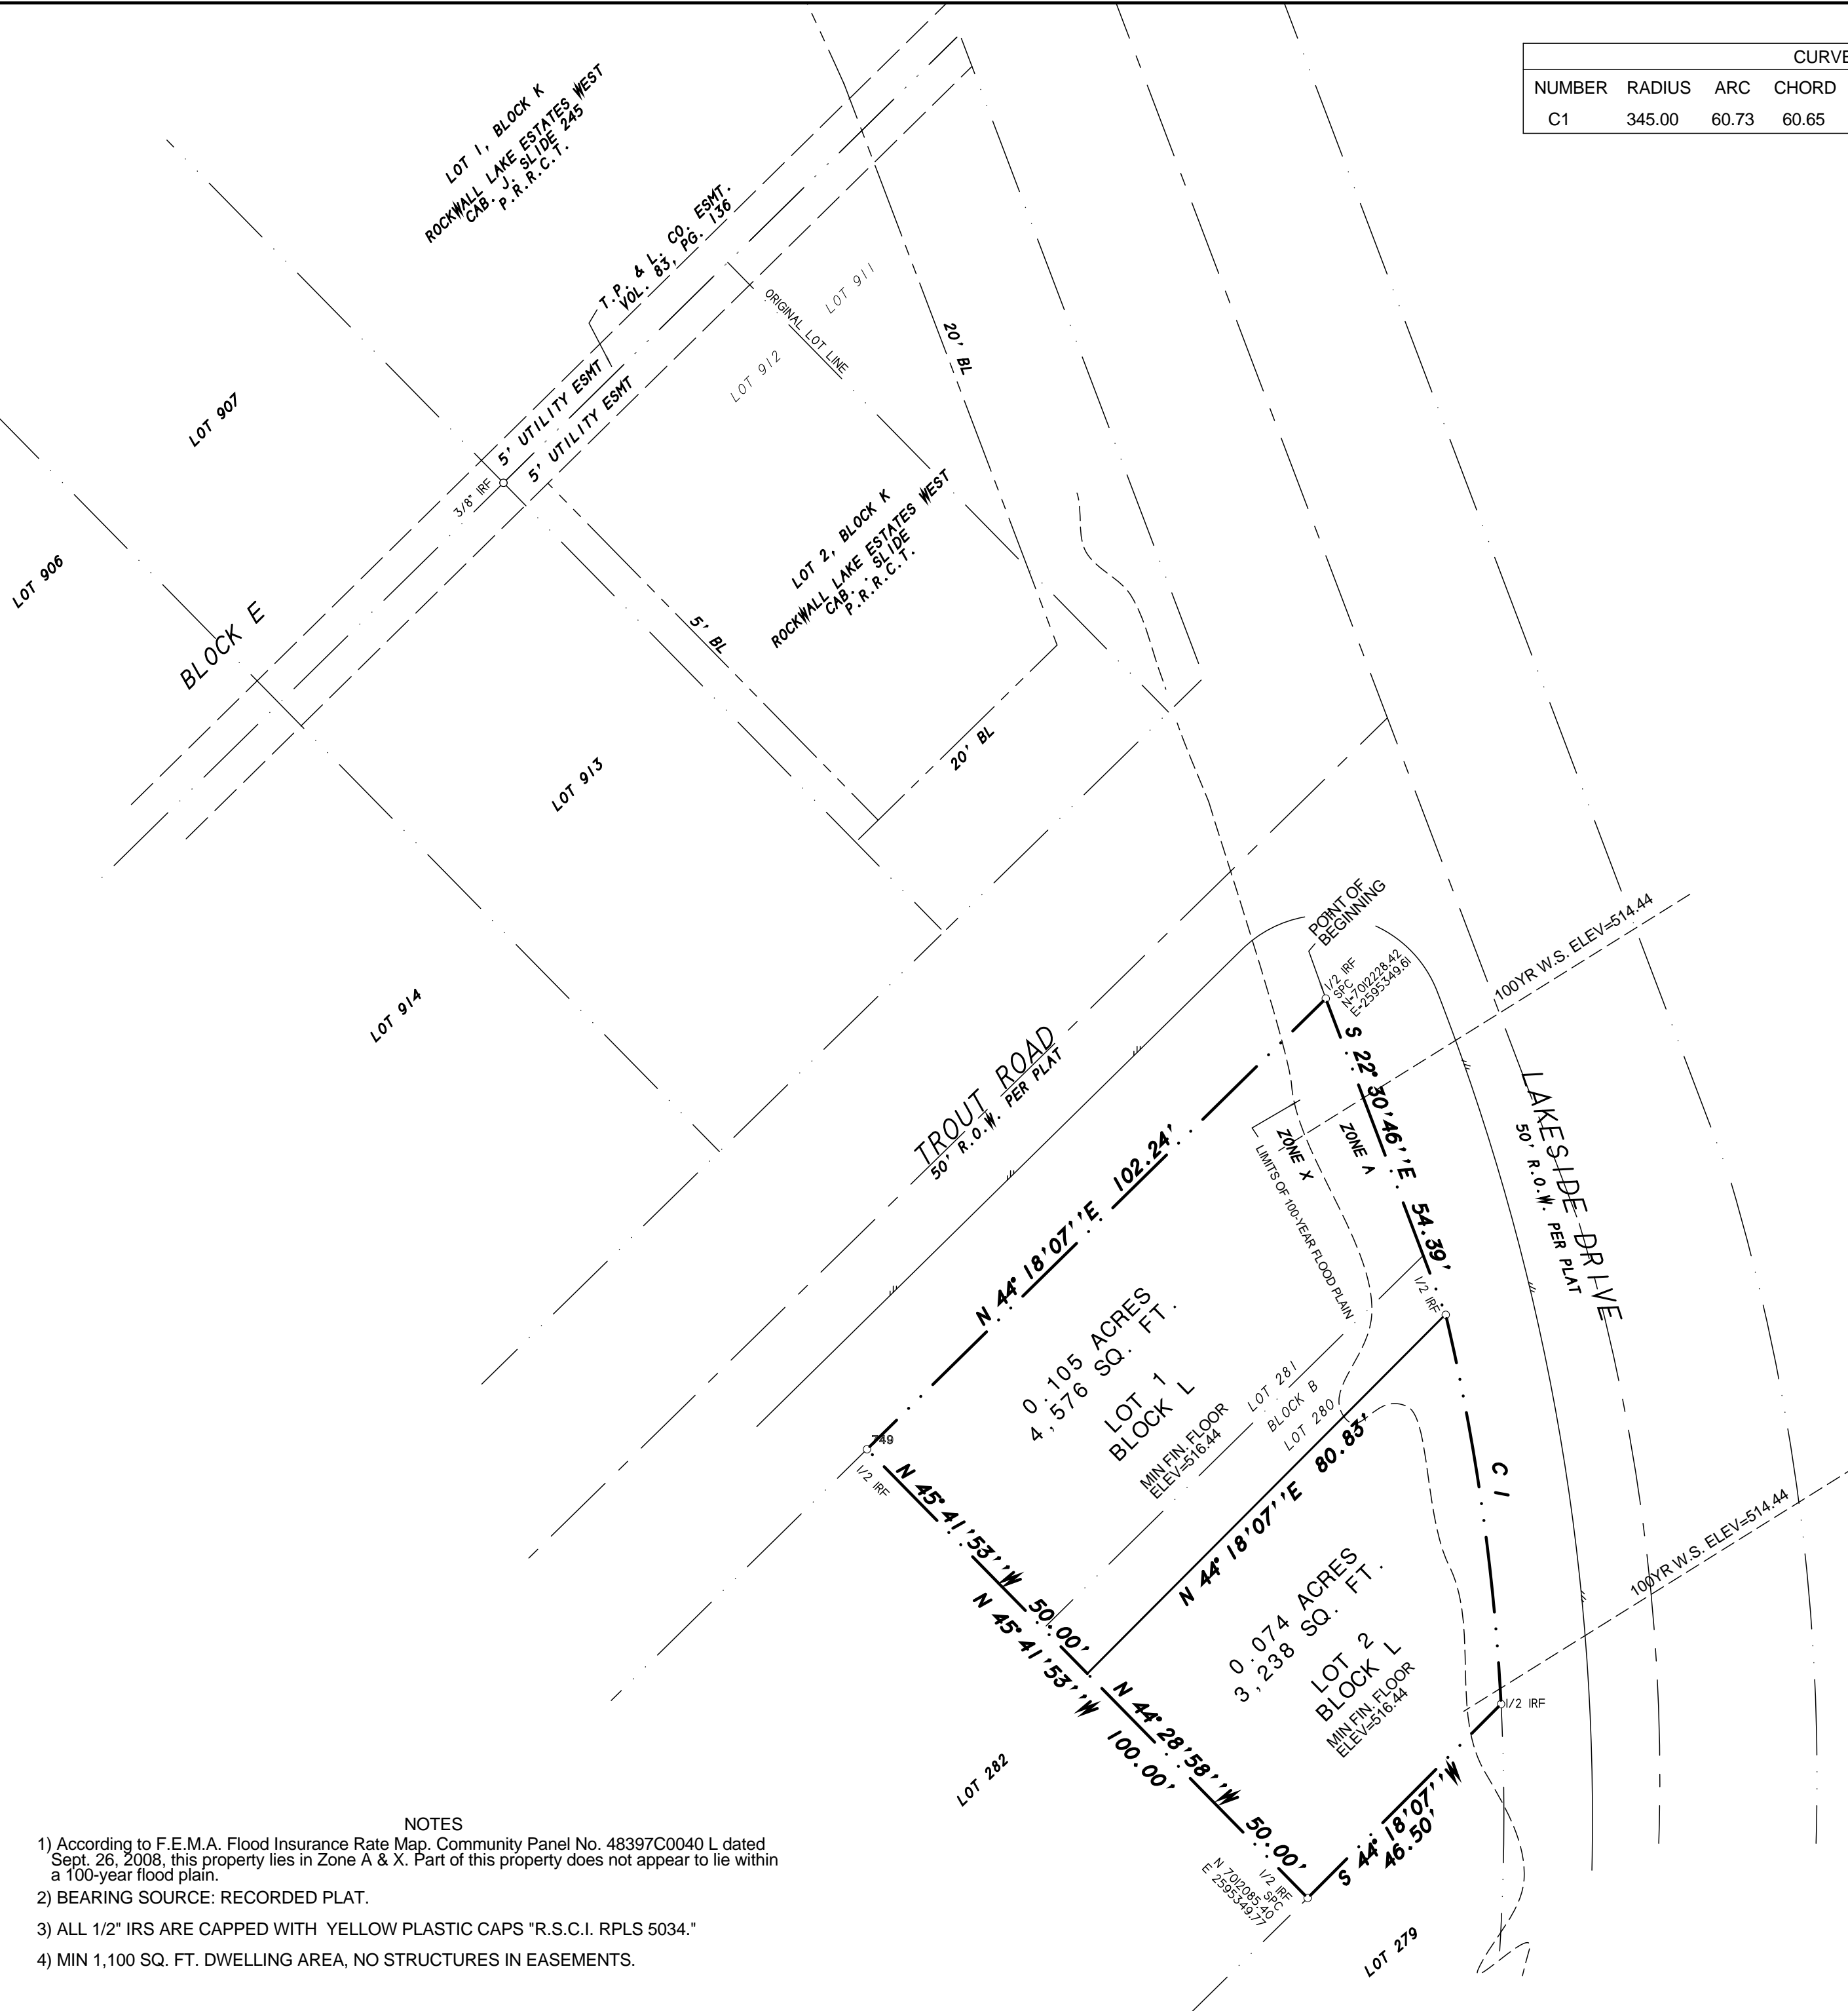 CURVE
NUMBER RADIUS ARC CHORD
C1 345.00 60.73 60.65
LOT 1, BLOCK K
ROCKWALL LAKE ESTATES WEST
CAB. J. SLIDE 245
P.R.R.C.T.
T.P. & L. CO. ESMT.
VOL. 83, PG. 136
LOT 911
ORIGINAL LOT LINE
LOT 912
20' BL
LOT 907
5' UTILITY ESMT
5' UTILITY ESMT
3/8" IRF
LOT 906
BLOCK E
LOT 2, BLOCK K
ROCKWALL LAKE ESTATES WEST
CAB. . SLIDE
P.R.R.C.T.
5' BL
20' BL
LOT 913
LOT 914
POINT OF
BEGINNING
1/2 IRF
SPC
N=7012228.42
E=2595349.61
100YR W.S. ELEV=514.44
TROUT ROAD
50' R.O.W. PER PLAT
S 22°30'46''E 54.39'
ZONE X
ZONE A
LIMITS OF 100-YEAR FLOOD PLAIN
LAKESIDE DRIVE
50' R.O.W. PER PLAT
N 44°18'07''E 102.24'
1/2 IRF
0.105 ACRES
4,576 SQ. FT.
LOT 1
BLOCK L
MIN FIN. FLOOR
ELEV=516.44
LOT 281
BLOCK B
LOT 280
749
1/2 IRF
N 44°18'07''E 80.83'
C1
N 45°41'53''W 50.00'
N 45°41'53''W 100.00'
100YR W.S. ELEV=514.44
0.074 ACRES
3,238 SQ. FT.
LOT 2
BLOCK L
MIN FIN. FLOOR
ELEV=516.44
1/2 IRF
N 44°28'58''W 50.00'
S 44°18'07''W
46.50'
LOT 282
1/2 IRF
SPC
N 7012085.40
E 2595349.77
LOT 279
NOTES
1) According to F.E.M.A. Flood Insurance Rate Map. Community Panel No. 48397C0040 L dated
Sept. 26, 2008, this property lies in Zone A & X. Part of this property does not appear to lie within
a 100-year flood plain.
2) BEARING SOURCE: RECORDED PLAT.
3) ALL 1/2" IRS ARE CAPPED WITH YELLOW PLASTIC CAPS "R.S.C.I. RPLS 5034."
4) MIN 1,100 SQ. FT. DWELLING AREA, NO STRUCTURES IN EASEMENTS.